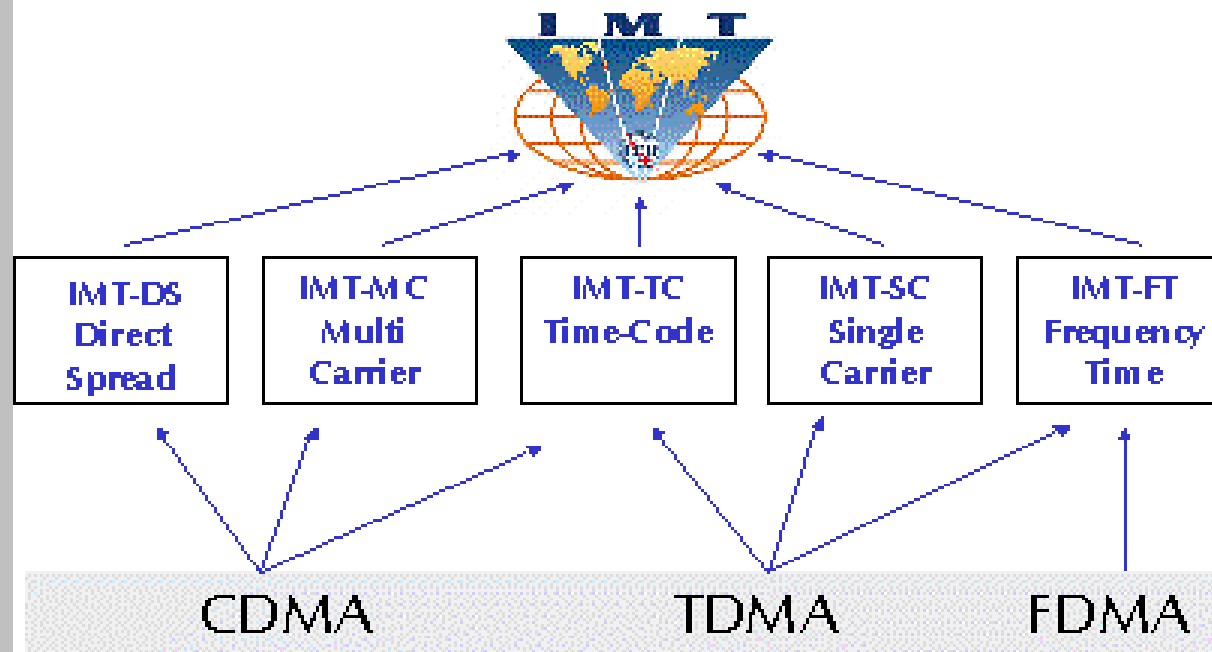 IMT
IMT-DS
Direct
Spread
IMT-MC
Multi
Carrier
IMT-TC
Time-Code
IMT-SC
Single
Carrier
IMT-FT
Frequency
Time
CDMA TDMA FDMA